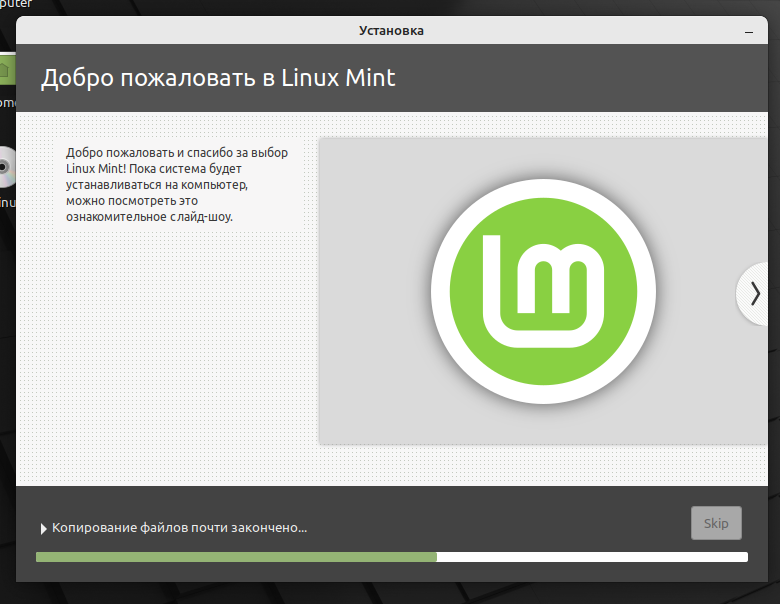 puter
Установка
Добро пожаловать в Linux Mint
Добро пожаловать и спасибо за выбор
Linux Mint! Пока система будет
устанавливаться на компьютер,
можно посмотреть это
ознакомительное слайд-шоу.
ome
inu
Копирование файлов почти закончено...
Skip